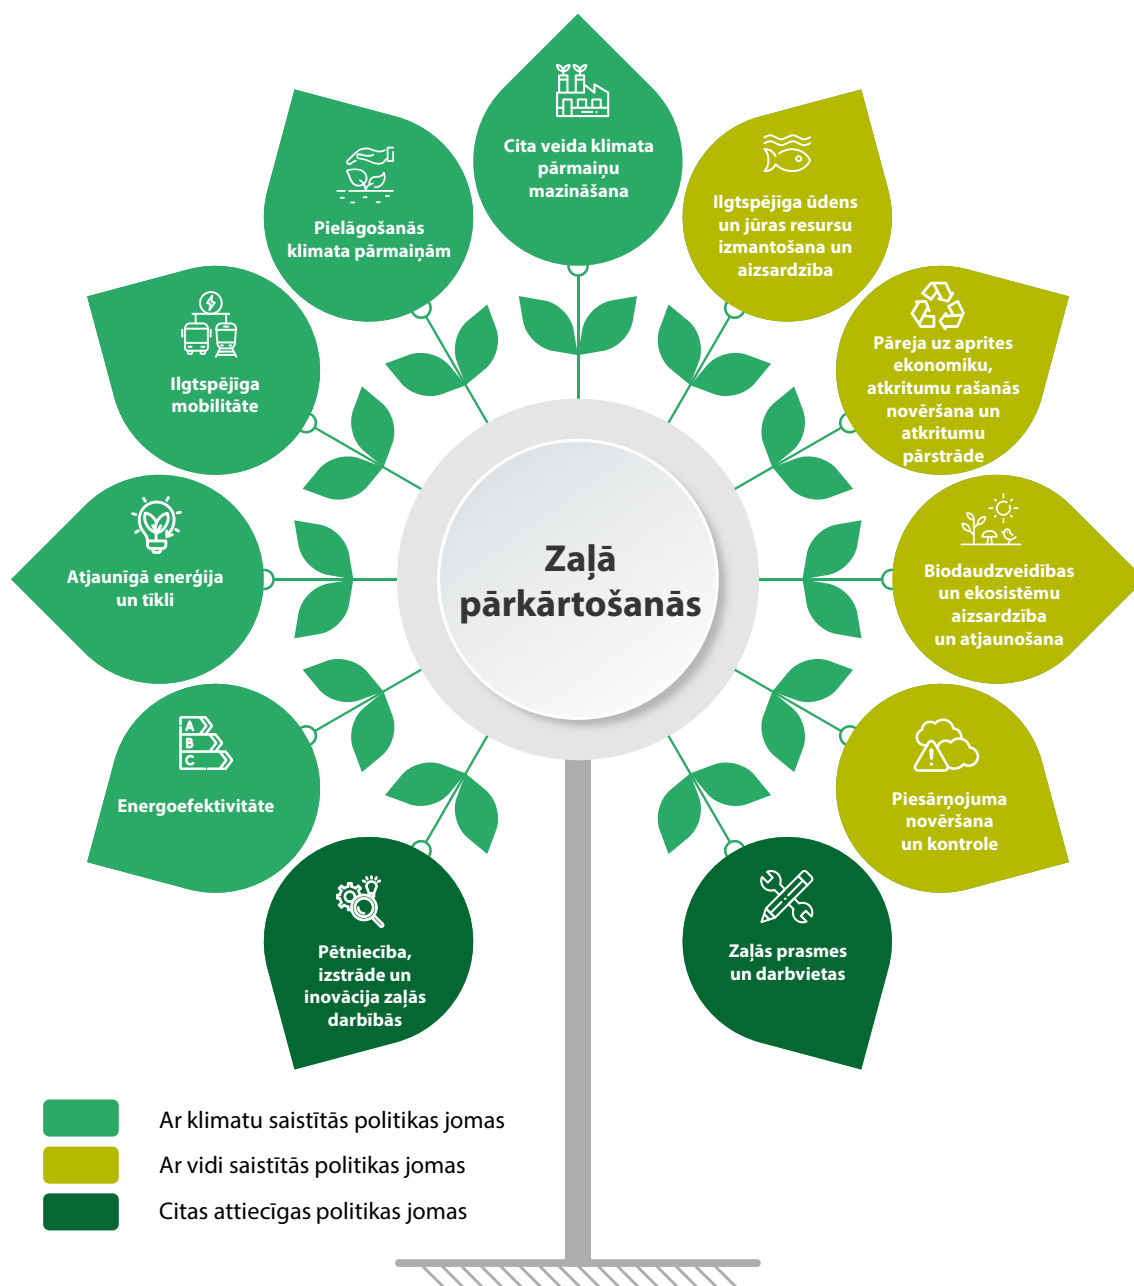 Cita veida klimata
pārmaiņu
mazināšana
Ilgtspējīga ūdens
un jūras resursu
izmantošana un
aizsardzība
Pielāgošanās
klimata pārmaiņām
Pāreja uz aprites
ekonomiku,
atkritumu rašanās
novēršana un
atkritumu
pārstrāde
Ilgtspējīga
mobilitāte
Zaļā
pārkārtošanās
Atjaunīgā enerģija
un tīkli
Biodaudzveidības
un ekosistēmu
aizsardzība
un atjaunošana
A
B
C
Energoefektivitāte
Piesārņojuma
novēršana
un kontrole
Pētniecība,
izstrāde un
inovācija zaļās
darbībās
Zaļās prasmes
un darbvietas
Ar klimatu saistītās politikas jomas
Ar vidi saistītās politikas jomas
Citas attiecīgas politikas jomas